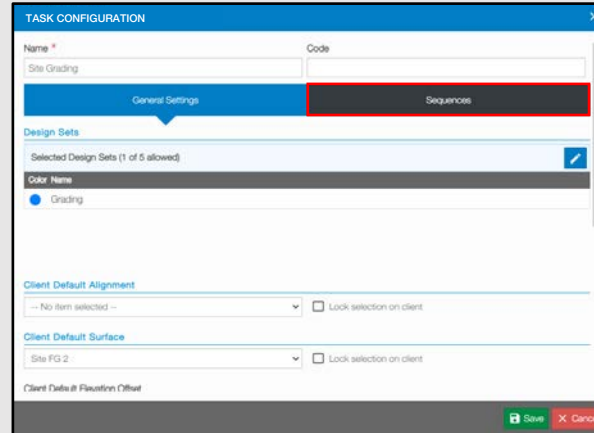 TASK CONFIGURATION
Name *
Code
Site Grading
General Settings
Sequences
Design Sets
Selected Design Sets (1 of 5 allowed)
Color Name
Grading
Client Default Alignment
-- No item selected --
Lock selection on client
Client Default Surface
Site FG 2
Lock selection on client
Client Default Elevation Offset
Save
Cancel